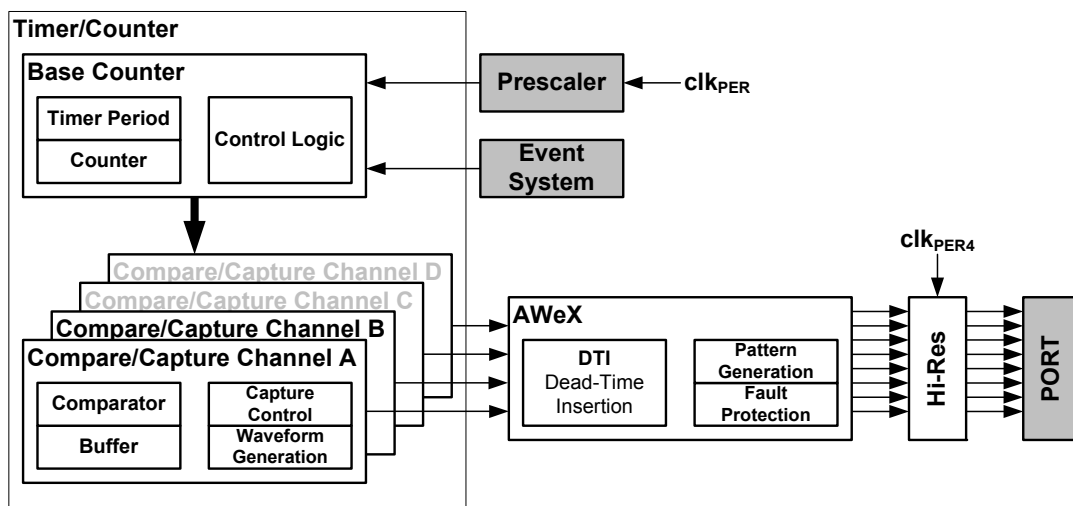 Timer/Counter
Base Counter
Timer Period
Counter
Control Logic
Prescaler
clkPER
Event
System
Compare/Capture Channel D
Compare/Capture Channel C
Compare/Capture Channel B
Compare/Capture Channel A
Comparator
Buffer
Capture
Control
Waveform
Generation
AWeX
DTI
Dead-Time
Insertion
Pattern
Generation
Fault
Protection
clkPER4
Hi-Res
PORT